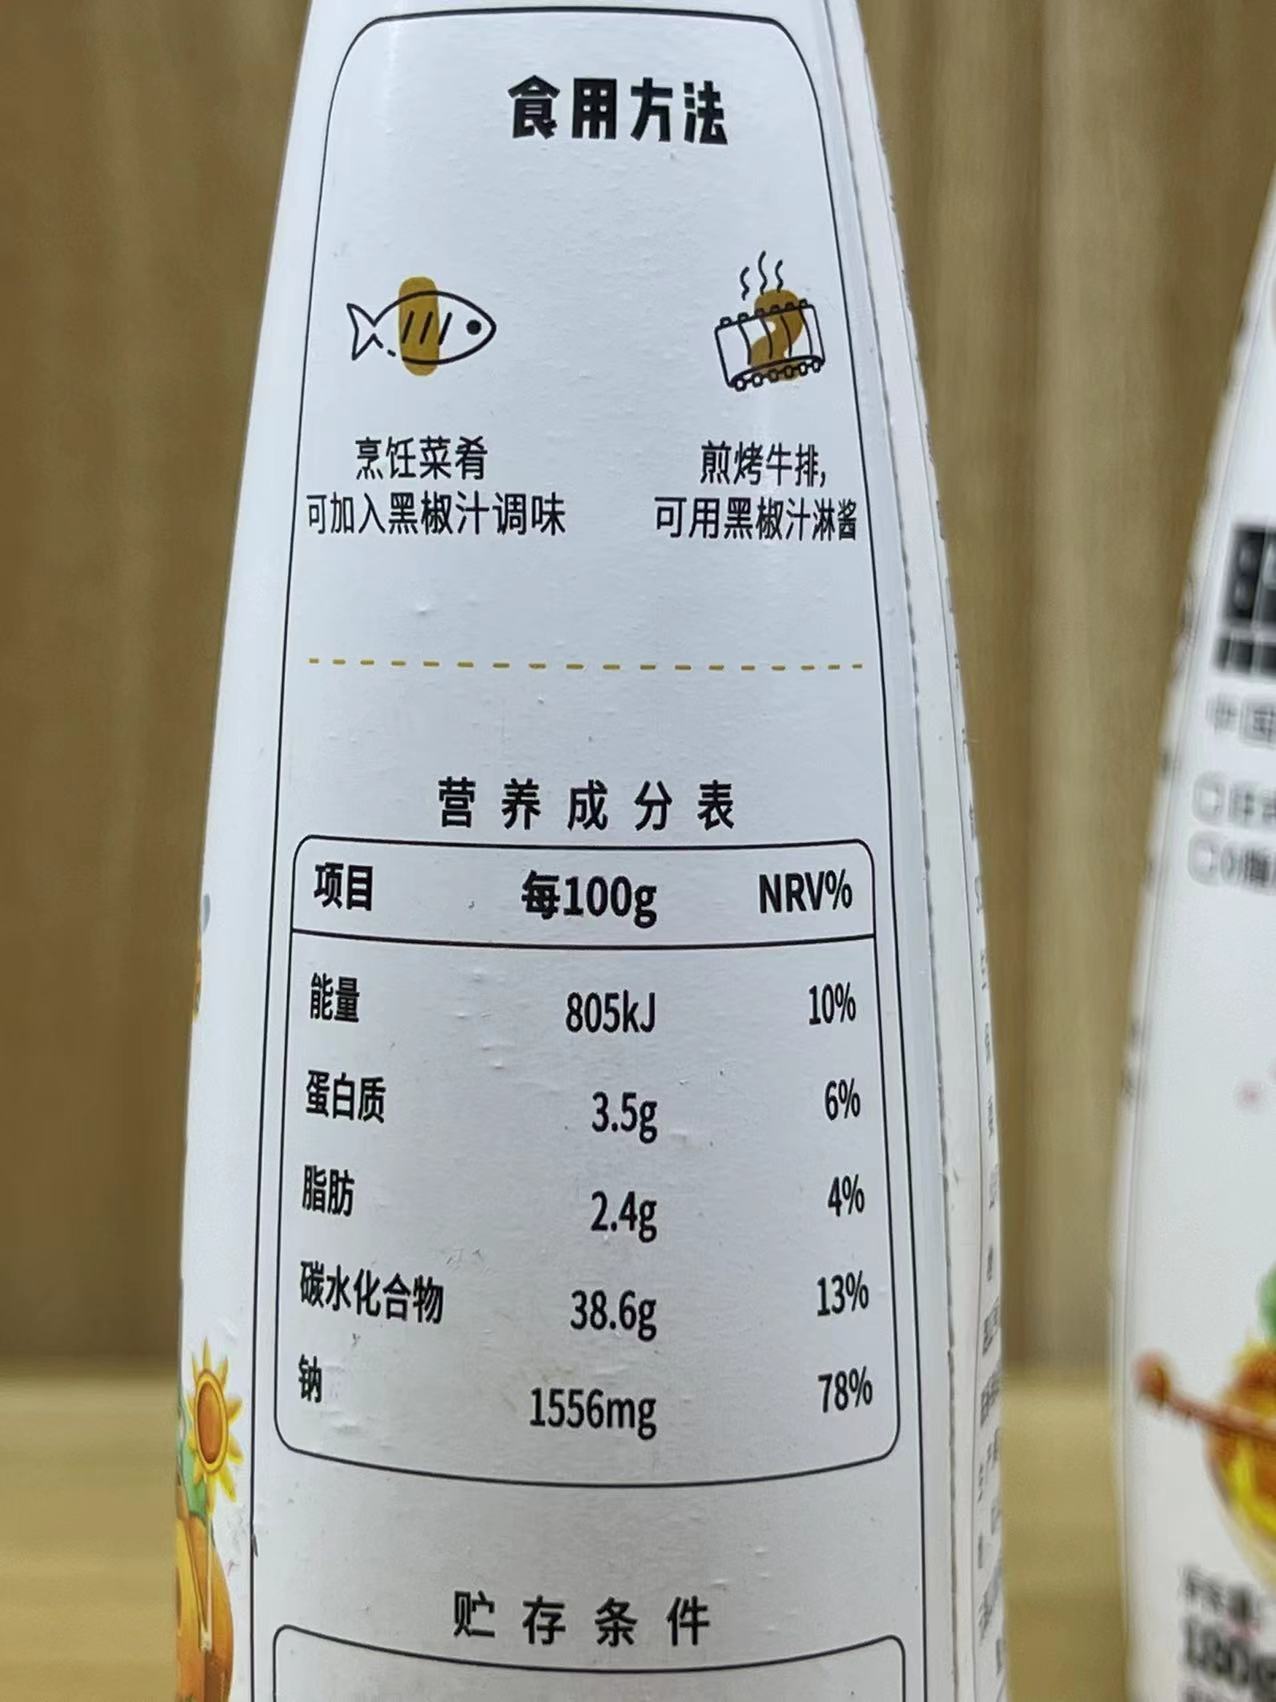 食用方法
烹饪菜肴
可加入黑椒汁调味
煎烤牛排,
可用黑椒汁淋酱
营养成分表
项目 每100g NRV%
能量 805kJ 10%
蛋白质 3.5g 6%
脂肪 2.4g 4%
碳水化合物 38.6g 13%
钠 1556mg 78%
贮存条件
中国
180g